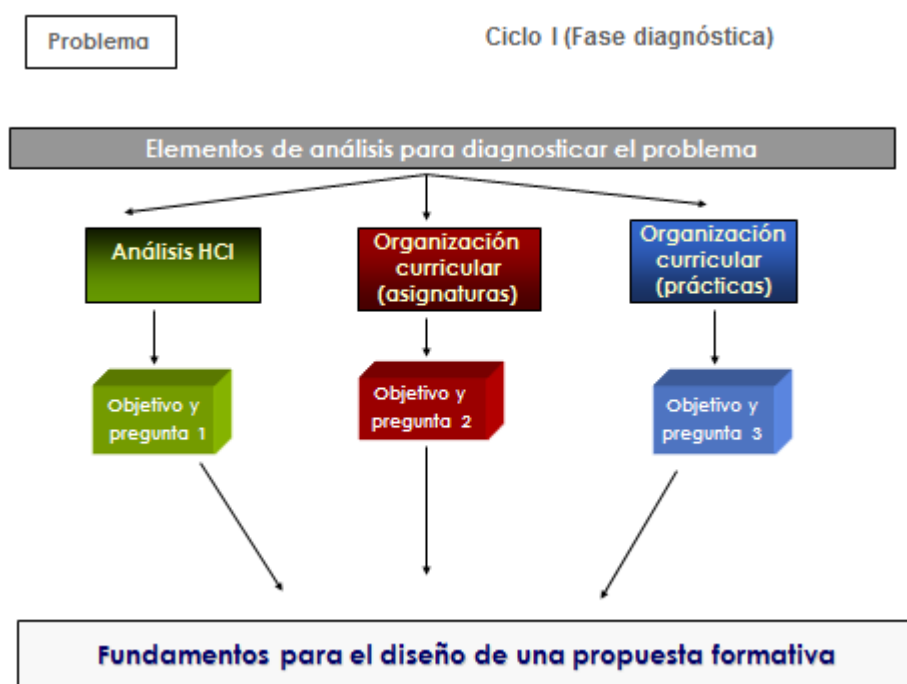 Problema
Ciclo I (Fase diagnóstica)
Elementos de análisis para diagnosticar el problema
Análisis HCI
Organización
curricular
(asignaturas)
Organización
curricular
(prácticas)
Objetivo y
pregunta 1
Objetivo y
pregunta 2
Objetivo y
pregunta 3
Fundamentos para el diseño de una propuesta formativa